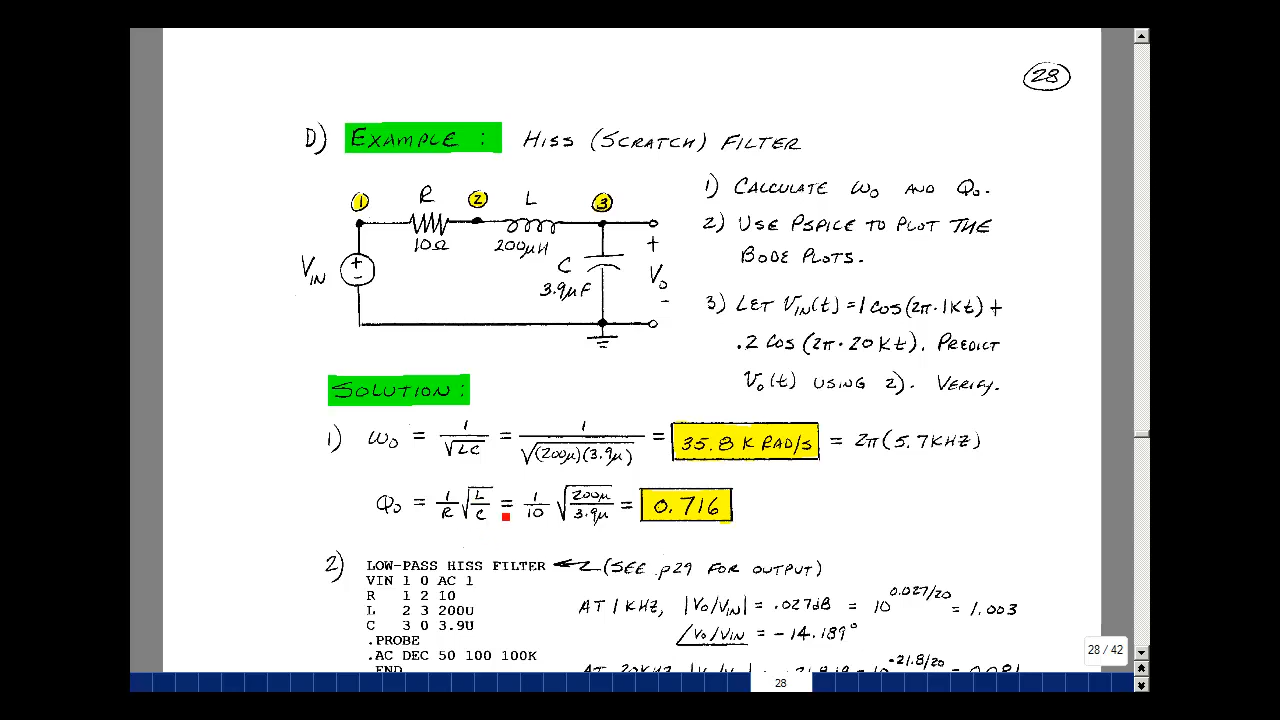 28
D) EXAMPLE: HISS (SCRATCH) FILTER
1 R 2 L 3
10Ω 200μH
VIN + -
C 3.9μF
+ Vo -
1) CALCULATE ω0 AND Q0.
2) USE PSPICE TO PLOT THE
BODE PLOTS.
3) LET VIN(t) = 1 COS(2π·1Kt) +
.2 COS (2π·20Kt). PREDICT
Vo(t) USING 2). VERIFY.
SOLUTION:
1) ω0 = 1/√LC = 1/√(200μ)(3.9μ) = 35.8 K RAD/S = 2π(5.7KHZ)
Q0 = 1/R √L/C = 1/10 √200μ/3.9μ = 0.716
2) LOW-PASS HISS FILTER (SEE p29 FOR OUTPUT)
VIN 1 0 AC 1
R 1 2 10
L 2 3 200U
C 3 0 3.9U
.PROBE
.AC DEC 50 100 100K
.END
AT 1KHZ, |Vo/VIN| = .027dB = 10^0.027/20 = 1.003
∠Vo/VIN = -14.189°
AT 20KHZ
28 / 42
28